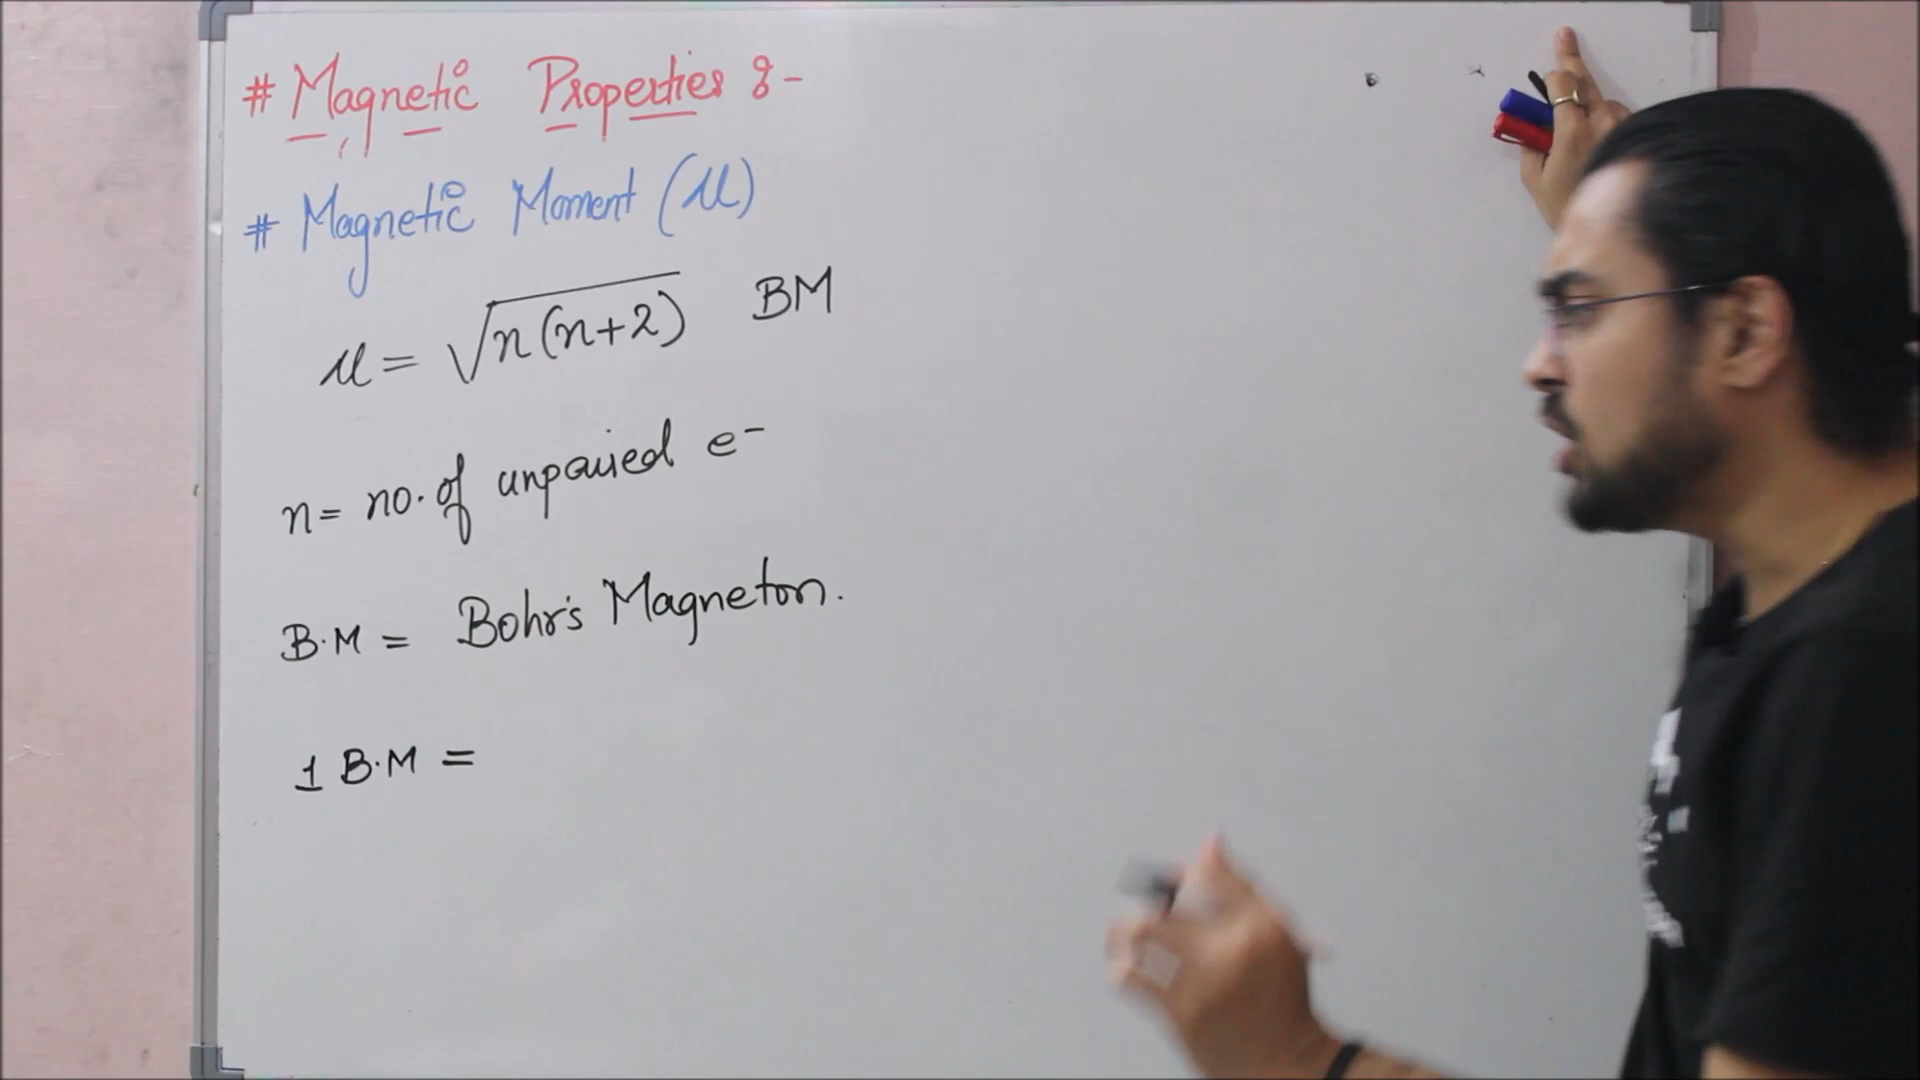 # Magnetic Properties :-
# Magnetic Moment (μ)
μ = √n(n+2) BM
n = no. of unpaired e-
B.M = Bohr's Magneton.
1 B.M =